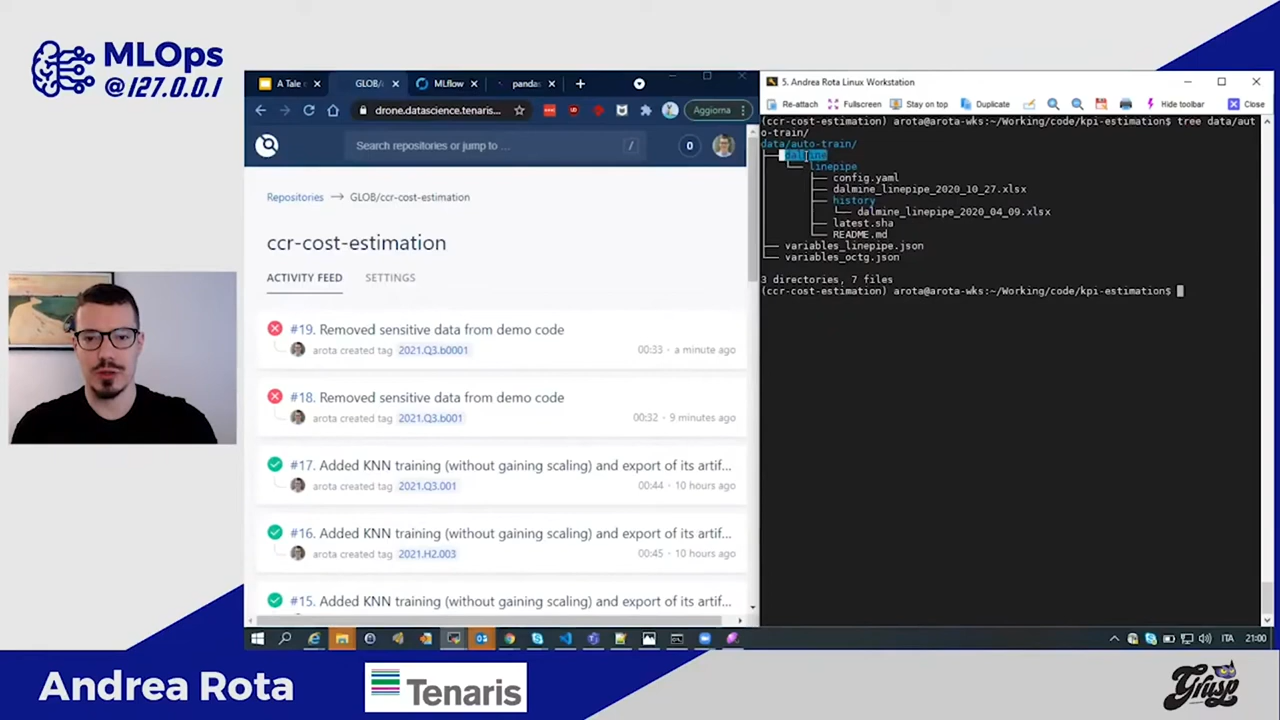 MLOps
@127.0.0.1
A Tale
GLOB/
MLflow
pandas
drone.datascience.tenaris...
Aggiorna
Search repositories or jump to ...
/
0
Repositories → GLOB/ccr-cost-estimation
ccr-cost-estimation
ACTIVITY FEED
SETTINGS
#19. Removed sensitive data from demo code
arota created tag 2021.Q3.b0001
00:33 · a minute ago
#18. Removed sensitive data from demo code
arota created tag 2021.Q3.b001
00:32 · 9 minutes ago
#17. Added KNN training (without gaining scaling) and export of its artif...
arota created tag 2021.Q3.001
00:44 · 10 hours ago
#16. Added KNN training (without gaining scaling) and export of its artif...
arota created tag 2021.H2.003
00:45 · 10 hours ago
#15. Added KNN training (without gaining scaling) and export of its artif...
5. Andrea Rota Linux Workstation
Re-attach
Fullscreen
Stay on top
Duplicate
Hide toolbar
Close
(ccr-cost-estimation) arota@arota-wks:~/Working/code/kpi-estimation$ tree data/aut
o-train/
data/auto-train/
├── dalmine
└── linepipe
├── config.yaml
├── dalmine_linepipe_2020_10_27.xlsx
├── history
└── dalmine_linepipe_2020_04_09.xlsx
├── latest.sha
└── README.md
├── variables_linepipe.json
└── variables_octg.json
3 directories, 7 files
(ccr-cost-estimation) arota@arota-wks:~/Working/code/kpi-estimation$
ITA
21:00
Andrea Rota
Tenaris
Grusp